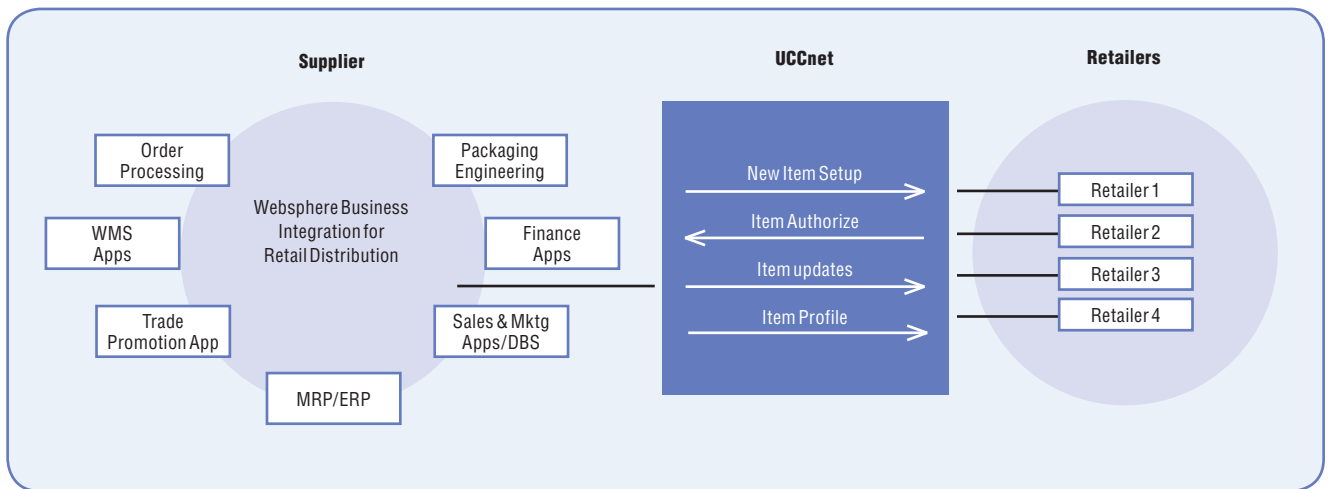 Supplier
UCCnet
Retailers
Order
Processing
Packaging
Engineering
Websphere Business
Integration for
Retail Distribution
WMS
Apps
Finance
Apps
Trade
Promotion App
Sales & Mktg
Apps/DBS
MRP/ERP
New Item Setup
Item Authorize
Item updates
Item Profile
Retailer 1
Retailer 2
Retailer 3
Retailer 4